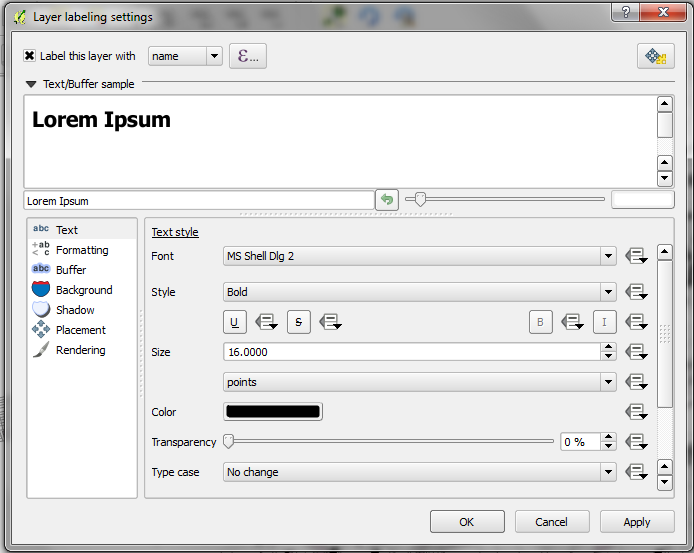 Layer labeling settings
Label this layer with name ε...
Text/Buffer sample
Lorem Ipsum
Lorem Ipsum
abc Text
+ab < c Formatting
abc Buffer
Background
Shadow
Placement
Rendering
Text style
Font MS Shell Dlg 2
Style Bold
U S B I
Size 16.0000
points
Color
Transparency 0 %
Type case No change
OK Cancel Apply